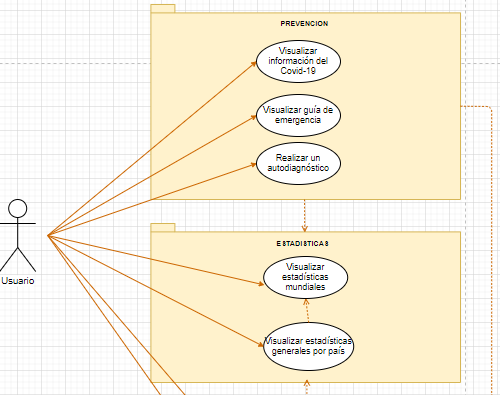 PREVENCION
Visualizar
información del
Covid-19
Visualizar guía de
emergencia
Realizar un
autodiagnóstico
Usuario
ESTADISTICAS
Visualizar
estadísticas
mundiales
Visualizar estadísticas
generales por país